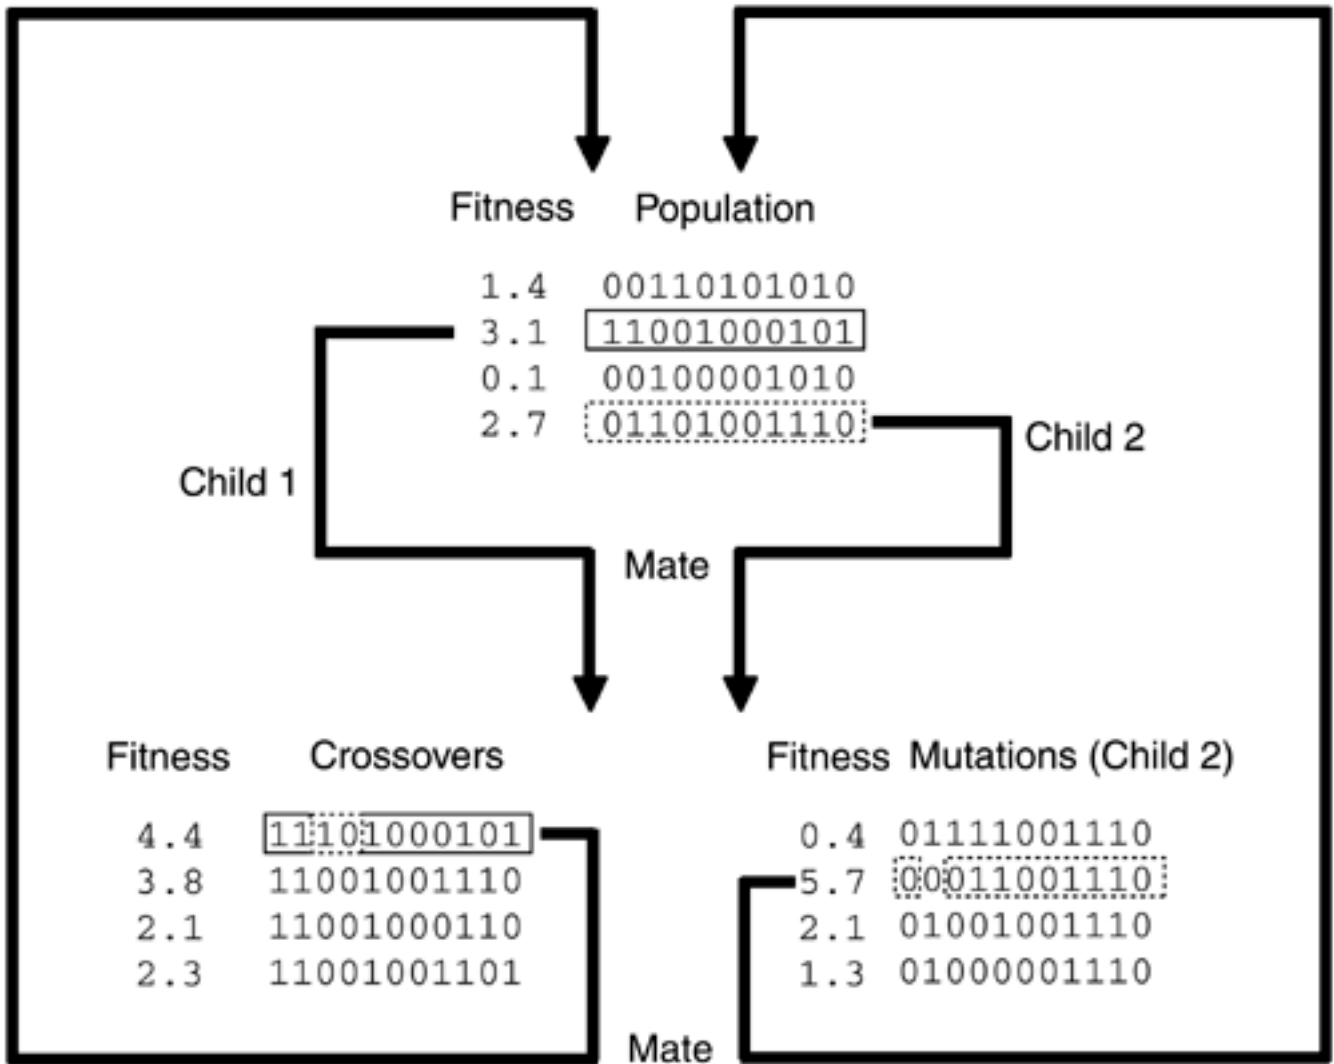 Fitness Population
1.4 00110101010
3.1 11001000101
0.1 00100001010
2.7 01101001110
Child 2
Child 1
Mate
Fitness Crossovers
4.4 11101000101
3.8 11001001110
2.1 11001000110
2.3 11001001101
Fitness Mutations (Child 2)
0.4 01111001110
5.7 00011001110
2.1 01001001110
1.3 01000001110
Mate